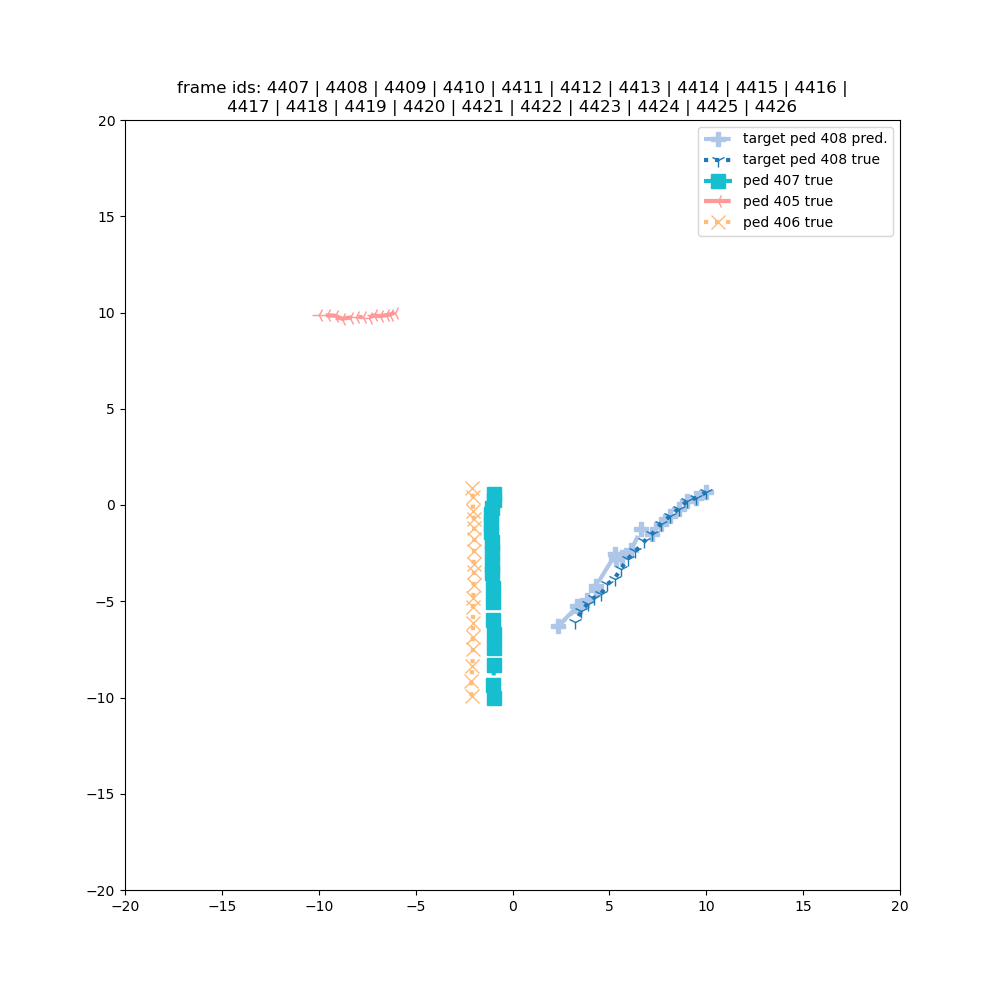 frame ids: 4407 | 4408 | 4409 | 4410 | 4411 | 4412 | 4413 | 4414 | 4415 | 4416 |
4417 | 4418 | 4419 | 4420 | 4421 | 4422 | 4423 | 4424 | 4425 | 4426
target ped 408 pred.
target ped 408 true
ped 407 true
ped 405 true
ped 406 true
20
15
10
5
0
−5
−10
−15
−20
−20 −15 −10 −5 0 5 10 15 20